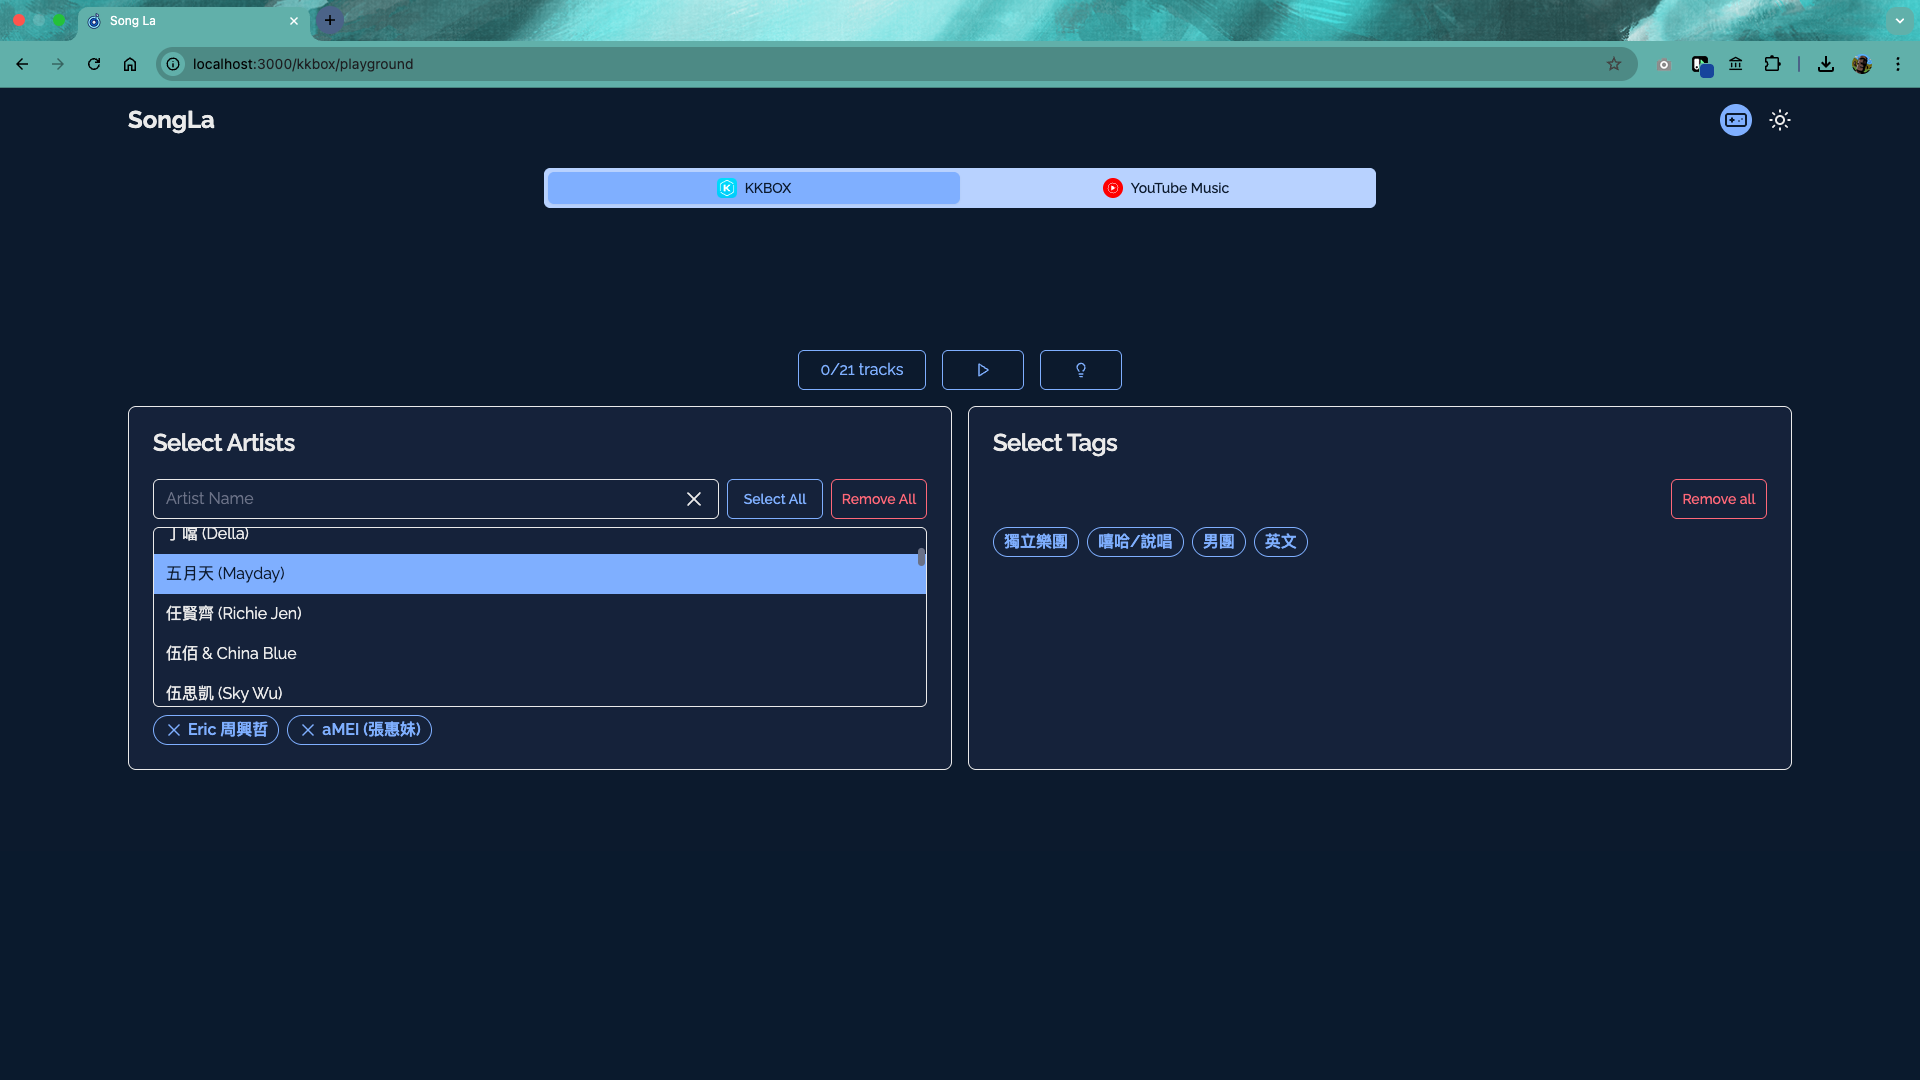 Song La
localhost:3000/kkbox/playground
SongLa
KKBOX
YouTube Music
0/21 tracks
Select Artists
Artist Name
Select All
Remove All
丁噹 (Della)
五月天 (Mayday)
任賢齊 (Richie Jen)
伍佰 & China Blue
伍思凱 (Sky Wu)
Eric 周興哲
aMEI (張惠妹)
Select Tags
Remove all
獨立樂團
嘻哈/說唱
男團
英文